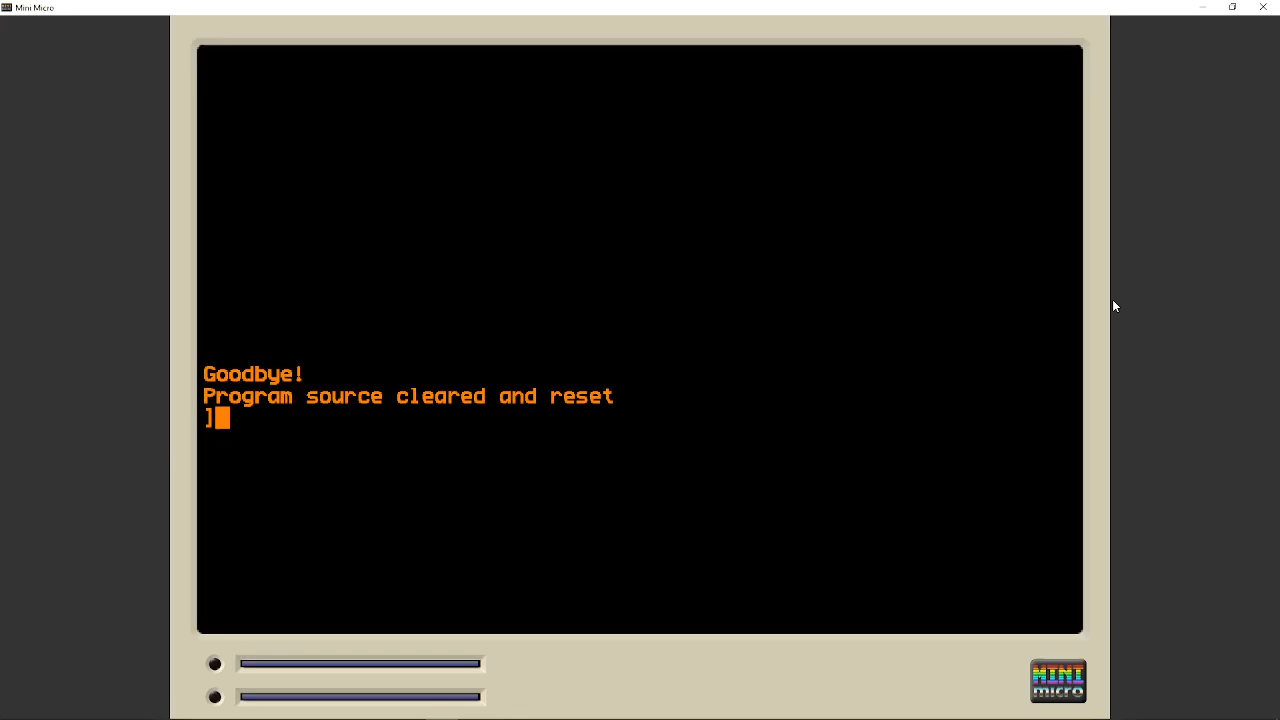 Mini Micro
Goodbye!
Program source cleared and reset
]
MINI
micro